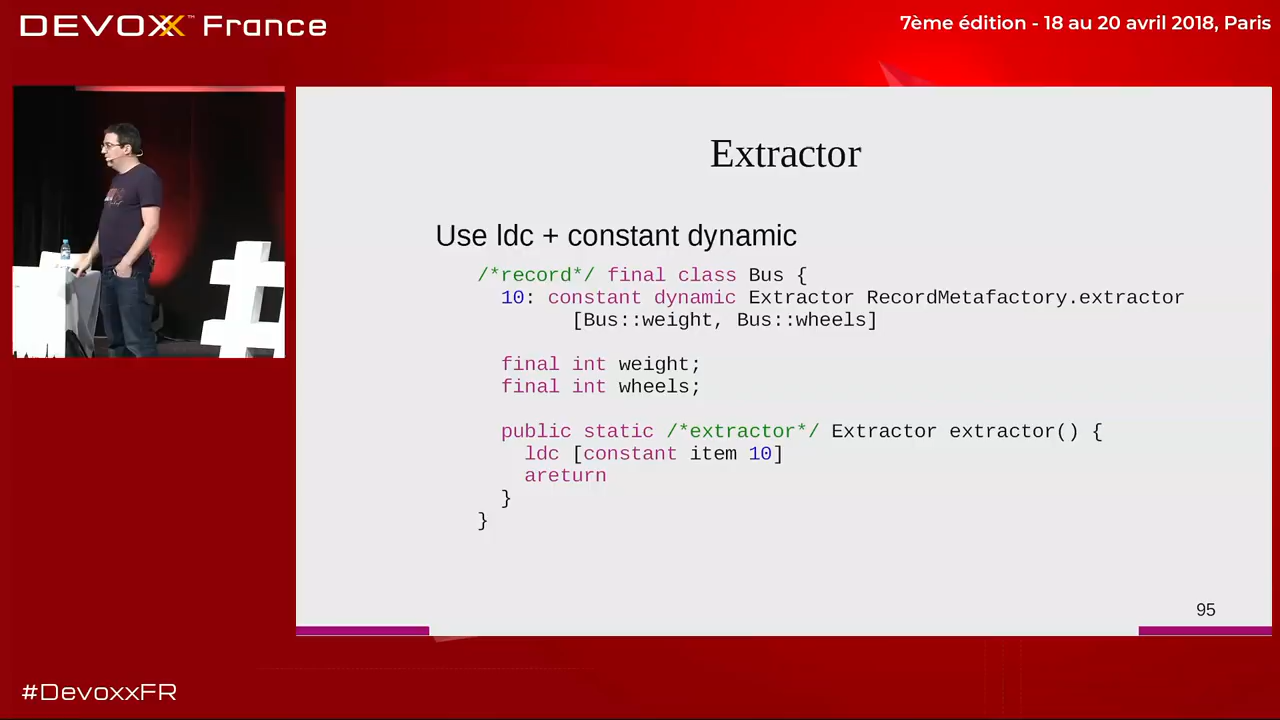 DEVOXX™ France
7ème édition - 18 au 20 avril 2018, Paris
Extractor
Use ldc + constant dynamic
/*record*/ final class Bus {
10: constant dynamic Extractor RecordMetafactory.extractor
[Bus::weight, Bus::wheels]
final int weight;
final int wheels;
public static /*extractor*/ Extractor extractor() {
ldc [constant item 10]
areturn
}
}
95
#DevoxxFR